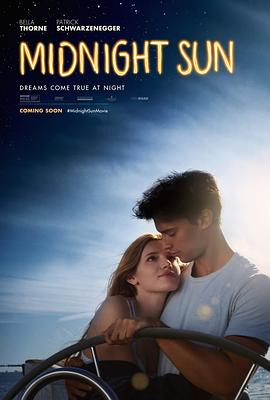 BELLA PATRICK
THORNE SCHWARZENEGGER
MIDNIGHT SUN
DREAMS COME TRUE AT NIGHT
COMING SOON #MidnightSunMovie